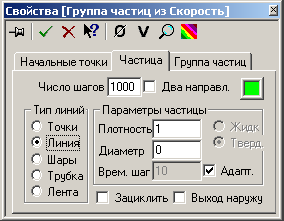 Свойства [Группа частиц из Скорость]
Начальные точки Частица Группа частиц
Число шагов 1000 Два направл.
Тип линий
Точки
Линия
Шары
Трубка
Лента
Параметры частицы
Плотность 1 Жидк
Диаметр 0 Тверд.
Врем. шаг 10 Адапт.
Зациклить Выход наружу